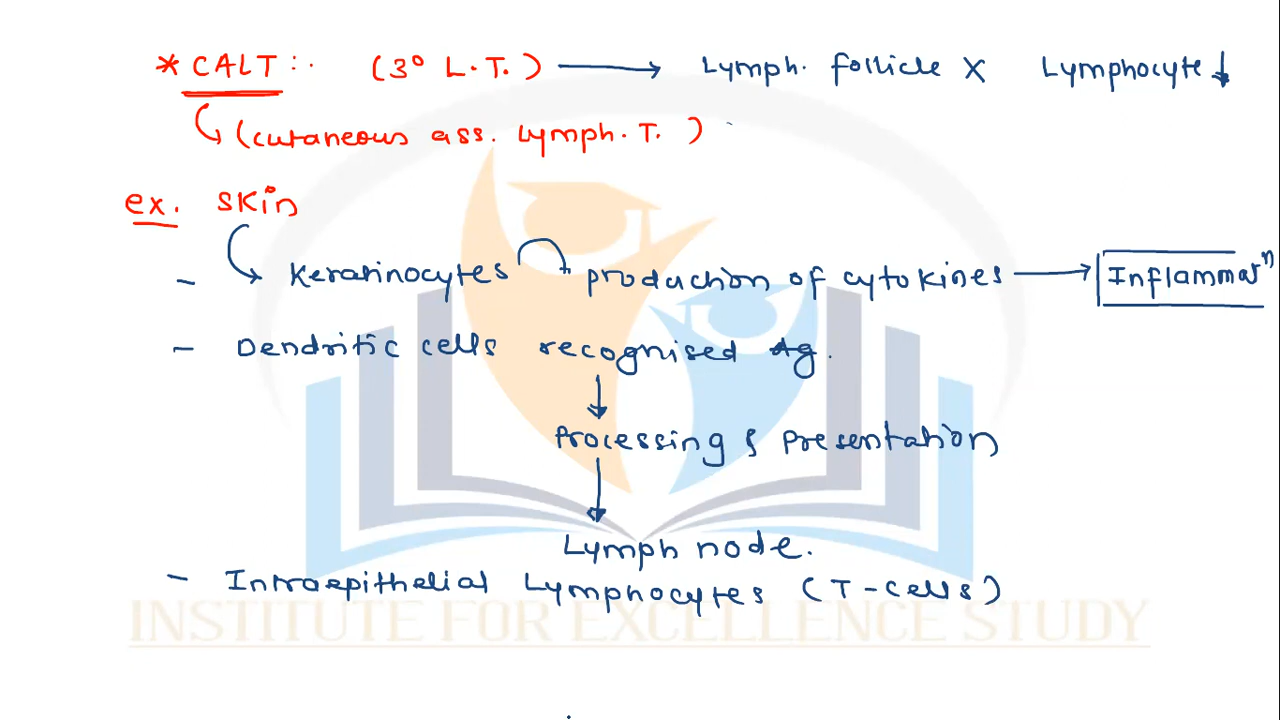 * CALT :- (3° L.T.) → Lymph. follicle X Lymphocyte ↓
(cutaneous ass. Lymph. T.)
ex. skin
- Keratinocytes → production of cytokines → Inflammatⁿ
- Dendritic cells recognised Ag.
↓
Processing & Presentation
↓
Lymph node.
- Intraepithelial Lymphocytes (T-cells)
INSTITUTE FOR EXCELLENCE STUDY